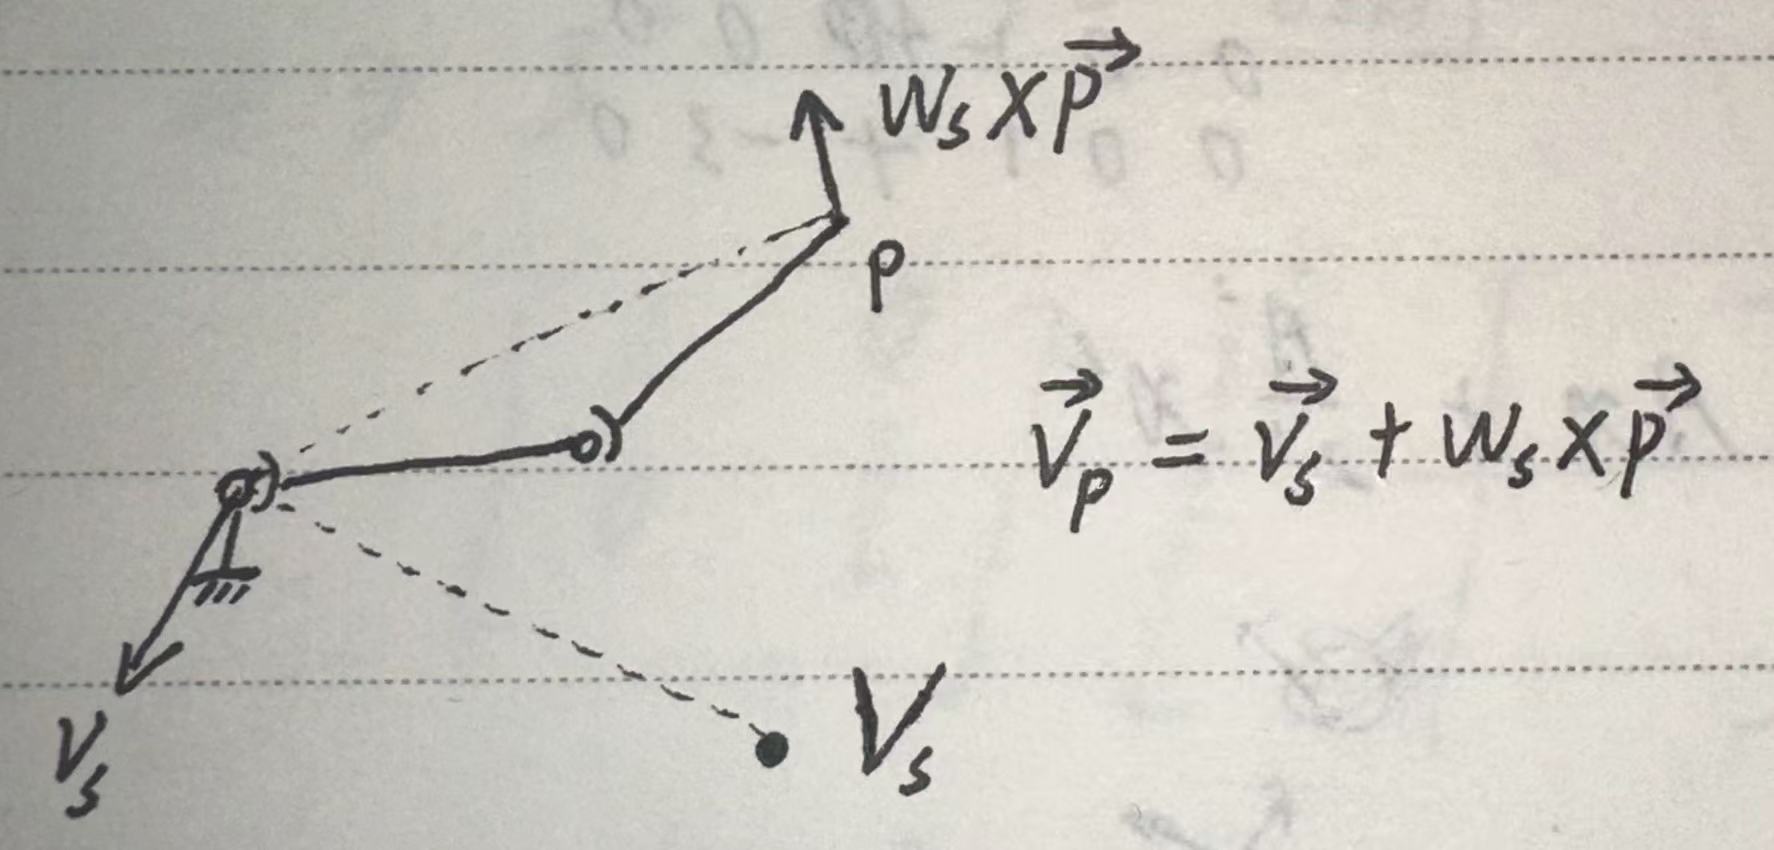 Ws × p⃗
p
v⃗p = v⃗s + Ws × p⃗
Vs
Vs